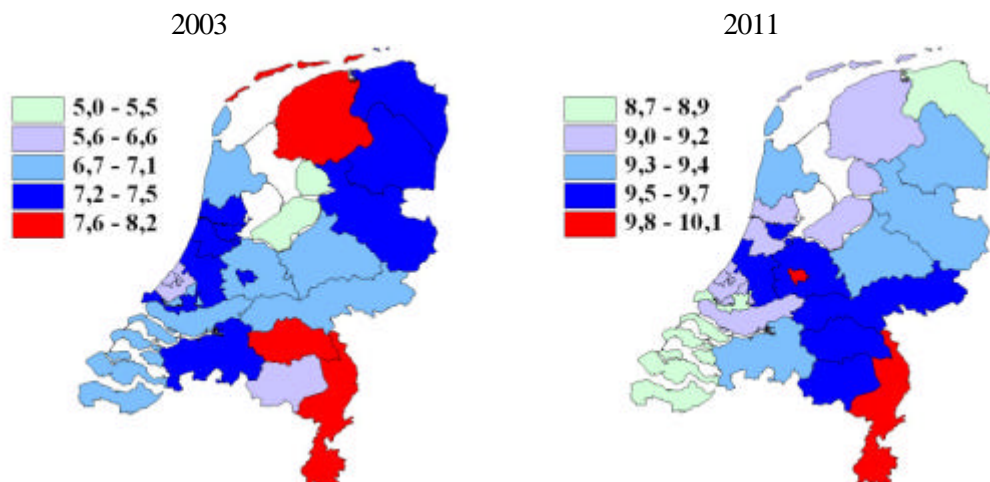 2003
5,0 - 5,5
5,6 - 6,6
6,7 - 7,1
7,2 - 7,5
7,6 - 8,2
2011
8,7 - 8,9
9,0 - 9,2
9,3 - 9,4
9,5 - 9,7
9,8 - 10,1